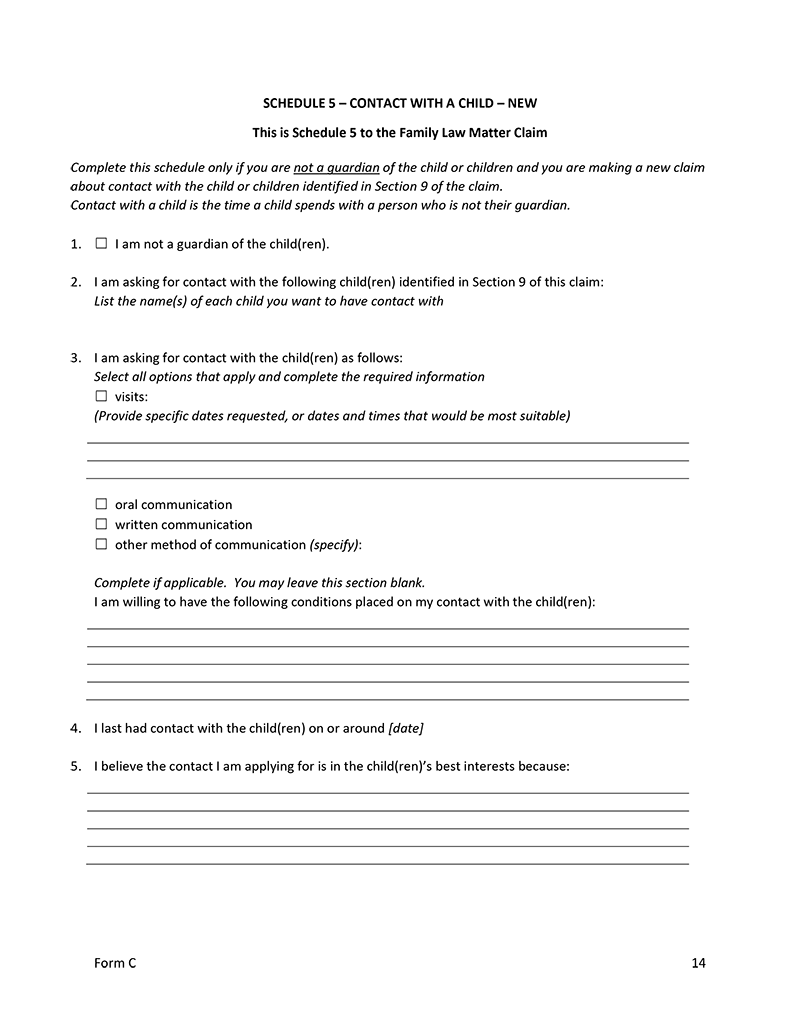 SCHEDULE 5 – CONTACT WITH A CHILD – NEW
This is Schedule 5 to the Family Law Matter Claim
Complete this schedule only if you are not a guardian of the child or children and you are making a new claim
about contact with the child or children identified in Section 9 of the claim.
Contact with a child is the time a child spends with a person who is not their guardian.
1. ☐ I am not a guardian of the child(ren).
2. I am asking for contact with the following child(ren) identified in Section 9 of this claim:
List the name(s) of each child you want to have contact with
3. I am asking for contact with the child(ren) as follows:
Select all options that apply and complete the required information
☐ visits:
(Provide specific dates requested, or dates and times that would be most suitable)
☐ oral communication
☐ written communication
☐ other method of communication (specify):
Complete if applicable. You may leave this section blank.
I am willing to have the following conditions placed on my contact with the child(ren):
4. I last had contact with the child(ren) on or around [date]
5. I believe the contact I am applying for is in the child(ren)’s best interests because:
Form C 14